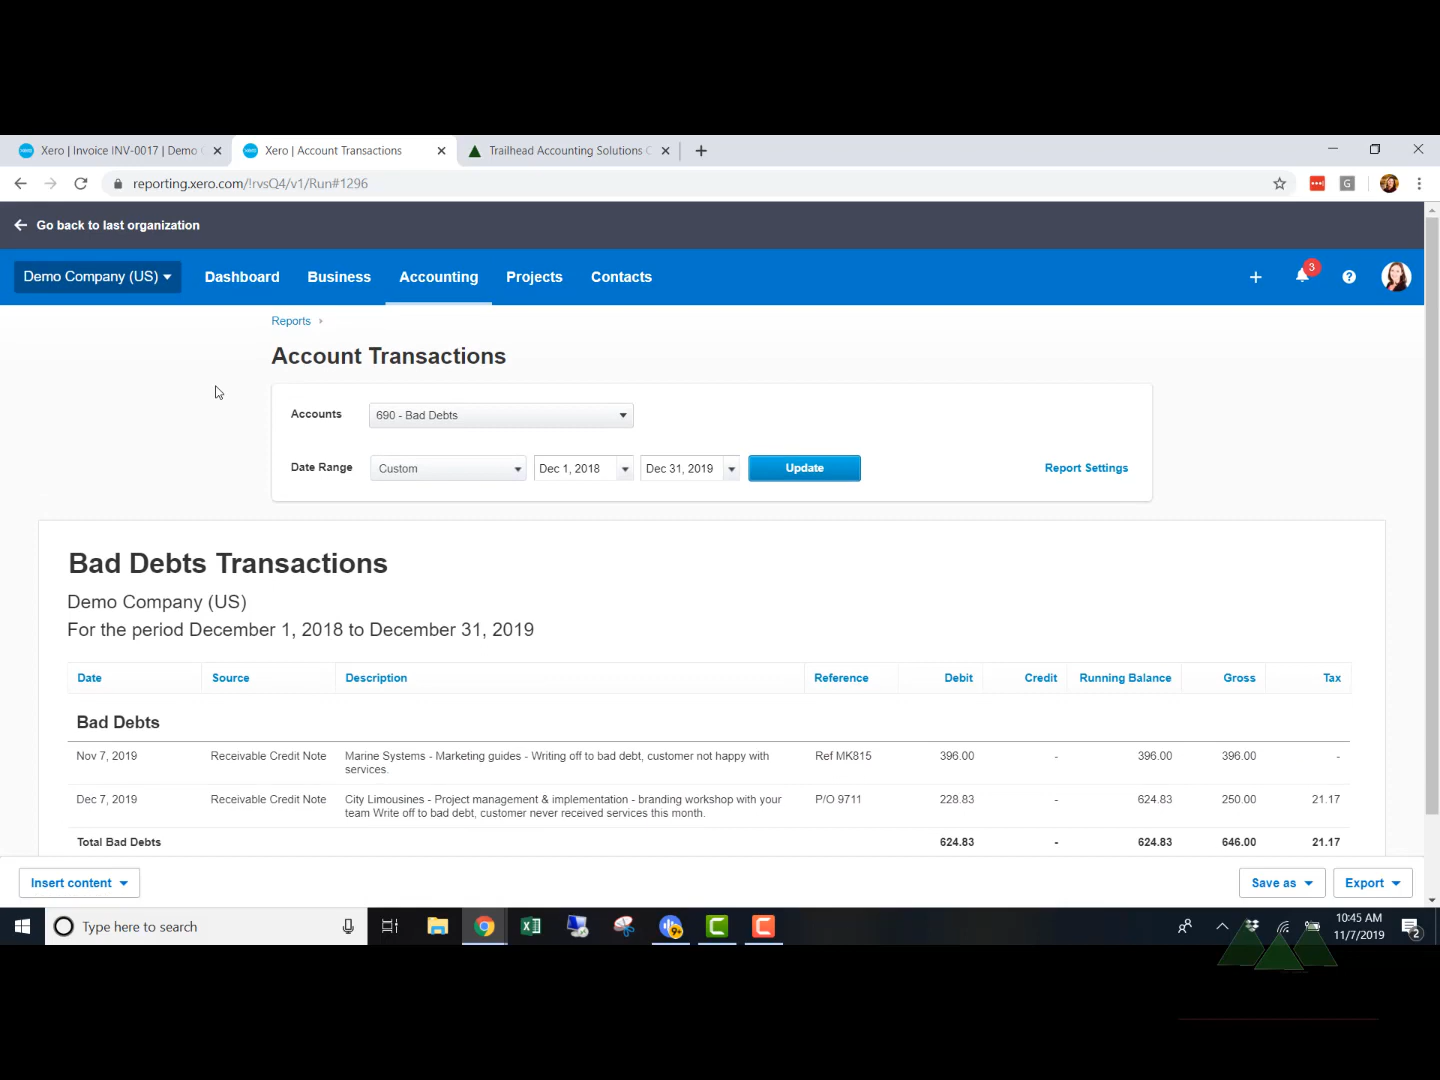 Xero | Invoice INV-0017 | Demo
Xero | Account Transactions
Trailhead Accounting Solutions
reporting.xero.com/!rvsQ4/v1/Run#1296
G
Go back to last organization
Demo Company (US)
Dashboard
Business
Accounting
Projects
Contacts
3
Reports
Account Transactions
Accounts
690 - Bad Debts
Date Range
Custom
Dec 1, 2018
Dec 31, 2019
Update
Report Settings
Bad Debts Transactions
Demo Company (US)
For the period December 1, 2018 to December 31, 2019
Date Source Description Reference Debit Credit Running Balance Gross Tax
Bad Debts
Nov 7, 2019 Receivable Credit Note Marine Systems - Marketing guides - Writing off to bad debt, customer not happy with Ref MK815 396.00 - 396.00 396.00 -
services.
Dec 7, 2019 Receivable Credit Note City Limousines - Project management & implementation - branding workshop with your P/O 9711 228.83 - 624.83 250.00 21.17
team Write off to bad debt, customer never received services this month.
Total Bad Debts 624.83 - 624.83 646.00 21.17
Insert content
Save as
Export
Type here to search
9+
10:45 AM
11/7/2019
2